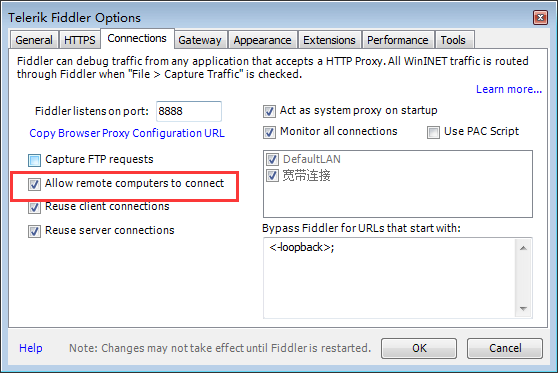 Telerik Fiddler Options
General HTTPS Connections Gateway Appearance Extensions Performance Tools
Fiddler can debug traffic from any application that accepts a HTTP Proxy. All WinINET traffic is routed
through Fiddler when "File > Capture Traffic" is checked.
Learn more...
Fiddler listens on port: 8888
Copy Browser Proxy Configuration URL
Capture FTP requests
Allow remote computers to connect
Reuse client connections
Reuse server connections
Act as system proxy on startup
Monitor all connections Use PAC Script
DefaultLAN
宽带连接
Bypass Fiddler for URLs that start with:
<-loopback>;
Help Note: Changes may not take effect until Fiddler is restarted. OK Cancel